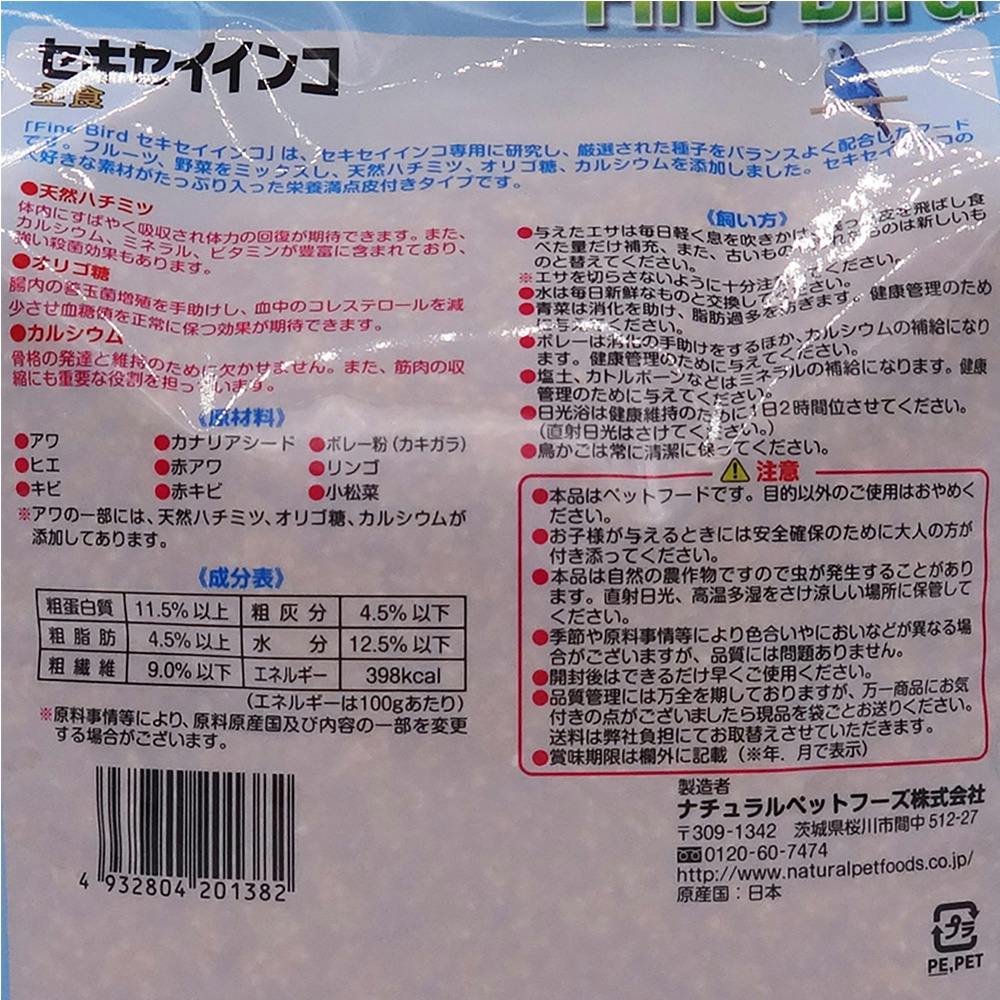 Fine Bird
セキセイインコ
主食
「Fine Bird セキセイインコ」は、セキセイインコ専用に研究し、厳選された種子をバランスよく配合したフード
です。フルーツ、野菜をミックスし、天然ハチミツ、オリゴ糖、カルシウムを添加しました。セキセイインコの
大好きな素材がたっぷり入った栄養満点皮付きタイプです。
●天然ハチミツ
体内にすばやく吸収され体力の回復が期待できます。また、
カルシウム、ミネラル、ビタミンが豊富に含まれており、
強い殺菌効果もあります。
●オリゴ糖
腸内の善玉菌増殖を手助けし、血中のコレステロールを減
少させ血糖値を正常に保つ効果が期待できます。
●カルシウム
骨格の発達と維持のために欠かせません。また、筋肉の収
縮にも重要な役割を担っています。
《原材料》
●アワ ●カナリアシード ●ボレー粉(カキガラ)
●ヒエ ●赤アワ ●リンゴ
●キビ ●赤キビ ●小松菜
※アワの一部には、天然ハチミツ、オリゴ糖、カルシウムが
添加してあります。
《成分表》
粗蛋白質 11.5%以上 粗灰分 4.5%以下
粗脂肪 4.5%以上 水分 12.5%以下
粗繊維 9.0%以下 エネルギー 398kcal
(エネルギーは100gあたり)
※原料事情等により、原料原産国及び内容の一部を変更
する場合がございます。
4 932804 201382
《飼い方》
●与えたエサは毎日軽く息を吹きかけ 皮を飛ばし食
べた量だけ補充、また、古いもの のは新しいも
のと替えてください。
※エサを切らさないように十分注 ください。
●水は毎日新鮮なものと交換して ださい。
●青菜は消化を助け、脂肪過多を防ぎます。健康管理のため
に与えてください。
●ボレーは消化の手助けをするほか、カルシウムの補給になり
ます。健康管理のために与えてください。
●塩土、カトルボーンなどはミネラルの補給になります。健康
管理のために与えてください。
●日光浴は健康維持のために1日2時間位させてください。
(直射日光はさけてください。)
●鳥かごは常に清潔に保ってください。
注意
●本品はペットフードです。目的以外のご使用はおやめく
ださい。
●お子様が与えるときには安全確保のために大人の方が
付き添ってください。
●本品は自然の農作物ですので虫が発生することがあり
ます。直射日光、高温多湿をさけ涼しい場所に保管して
ください。
●季節や原料事情等により色合いやにおいなどが異なる場
合がございますが、品質には問題ありません。
●開封後はできるだけ早くご使用ください。
●品質管理には万全を期しておりますが、万一商品にお気
付きの点がございましたら現品を袋ごとお送りください。
送料は弊社負担にてお取替えさせていただきます。
●賞味期限は欄外に記載(※年.月で表示)
製造者
ナチュラルペットフーズ株式会社
〒309-1342 茨城県桜川市間中512-27
0120-60-7474
http://www.naturalpetfoods.co.jp/
原産国:日本
プラ
PE,PET